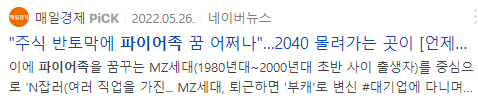 매일경제
매일경제 PiCK 2022.05.26. 네이버뉴스
"주식 반토막에 파이어족 꿈 어쩌나"...2040 몰려가는 곳이 [언제...
이에 파이어족을 꿈꾸는 MZ세대(1980년대~2000년대 초반 사이 출생자)를 중심으
로 'N잡러(여러 직업을 가진... MZ세대, 퇴근하면 '부캐'로 변신 #대기업에 다니며...